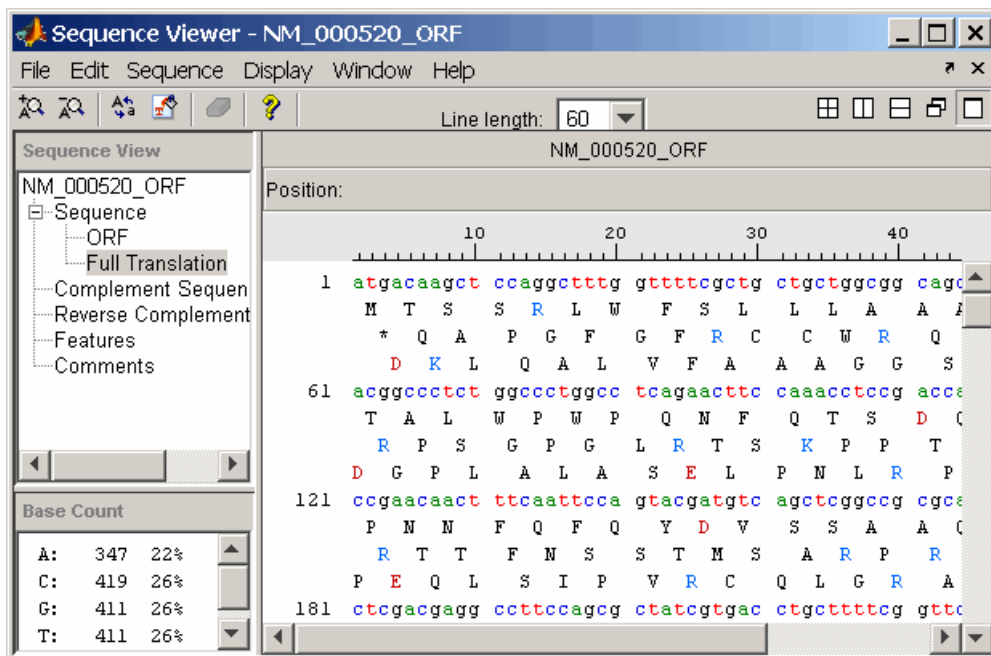 Sequence Viewer - NM_000520_ORF
File Edit Sequence Display Window Help
Line length: 60
Sequence View
NM_000520_ORF
Sequence
ORF
Full Translation
Complement Sequen
Reverse Complement
Features
Comments
Base Count
A: 347 22%
C: 419 26%
G: 411 26%
T: 411 26%
NM_000520_ORF
Position:
10 20 30 40
1 atgacaagct ccaggctttg gttttcgctg ctgctggcgg cagc
M T S S R L W F S L L L A A A
* Q A P G F G F R C C W R Q
D K L Q A L V F A A A G G S
61 acggccctct ggccctggcc tcagaacttc caaacctccg acca
T A L W P W P Q N F Q T S D Q
R P S G P G L R T S K P P T
D G P L A L A S E L P N L R P
121 ccgaacaact ttcaattcca gtacgatgtc agctcggccg cgca
P N N F Q F Q Y D V S S A A Q
R T T F N S S T M S A R P R
P E Q L S I P V R C Q L G R A
181 ctcgacgagg ccttccagcg ctatcgtgac ctgcttttcg gttc